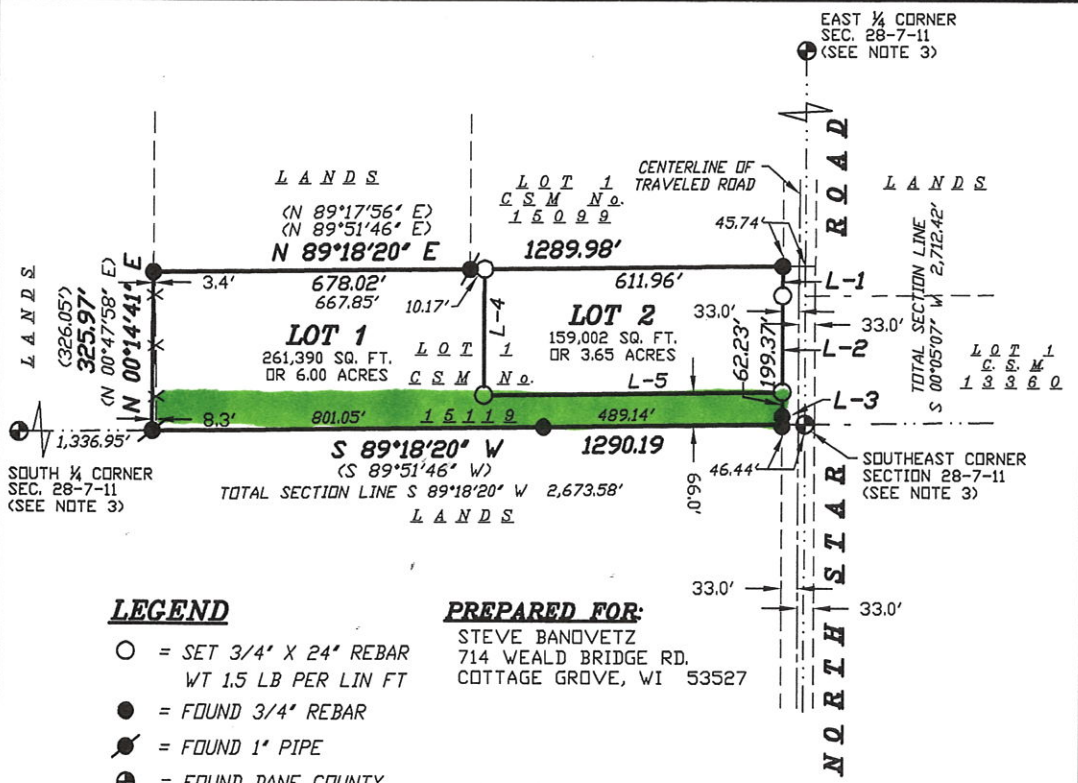 EAST ¼ CORNER
SEC. 28-7-11
(SEE NOTE 3)
CENTERLINE OF
TRAVELED ROAD
LANDS
(N 89°17'56" E)
(N 89°51'46" E)
N 89°18'20" E
1289.98'
LOT 1
CSM No.
15099
45.74'
NORTH STAR ROAD
LANDS
LANDS
(326.05')
325.97'
(N 00°47'58" E)
N 00°14'41" E
3.4'
678.02'
667.85'
10.17'
611.96'
L-1
33.0'
33.0'
L-4
LOT 1
261,390 SQ. FT.
OR 6.00 ACRES
LOT 2
159,002 SQ. FT.
OR 3.65 ACRES
LOT 1
CSM No.
15119
62.23'
199.37'
L-2
L-5
L-3
TOTAL SECTION LINE
S 00°05'07" W 2,712.42'
LOT 1
C.S.M.
13360
8.3'
801.05'
489.14'
1,336.95'
S 89°18'20" W
1290.19
(S 89°51'46" W)
46.44'
66.0'
TOTAL SECTION LINE S 89°18'20" W 2,673.58'
LANDS
SOUTH ¼ CORNER
SEC. 28-7-11
(SEE NOTE 3)
SOUTHEAST CORNER
SECTION 28-7-11
(SEE NOTE 3)
33.0'
33.0'
LEGEND
= SET 3/4" X 24" REBAR
WT 1.5 LB PER LIN FT
= FOUND 3/4" REBAR
= FOUND 1" PIPE
= FOUND DANE COUNTY
PREPARED FOR:
STEVE BANOVETZ
714 WEALD BRIDGE RD.
COTTAGE GROVE, WI 53527